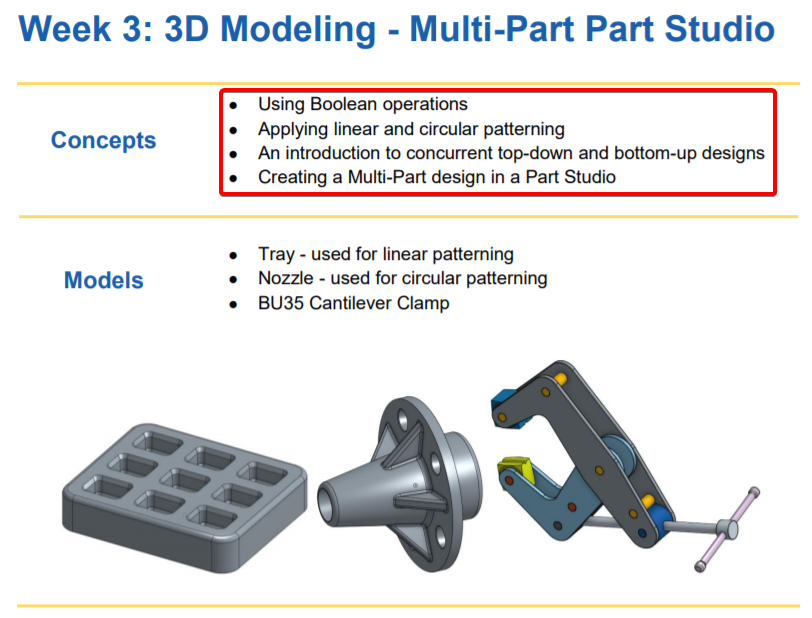 Week 3: 3D Modeling - Multi-Part Part Studio
Concepts
● Using Boolean operations
● Applying linear and circular patterning
● An introduction to concurrent top-down and bottom-up designs
● Creating a Multi-Part design in a Part Studio
Models
● Tray - used for linear patterning
● Nozzle - used for circular patterning
● BU35 Cantilever Clamp